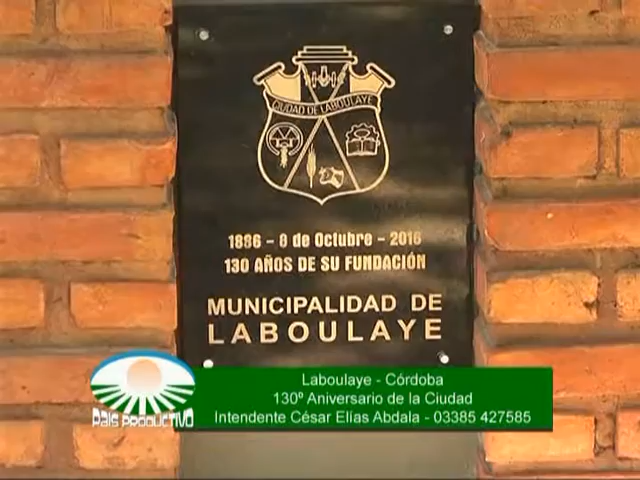 CIUDAD DE LABOULAYE
1886 - 8 de Octubre - 2016
130 AÑOS DE SU FUNDACIÓN
MUNICIPALIDAD DE
LABOULAYE
PAIS PRODUCTIVO
Laboulaye - Córdoba
130º Aniversario de la Ciudad
Intendente César Elías Abdala - 03385 427585